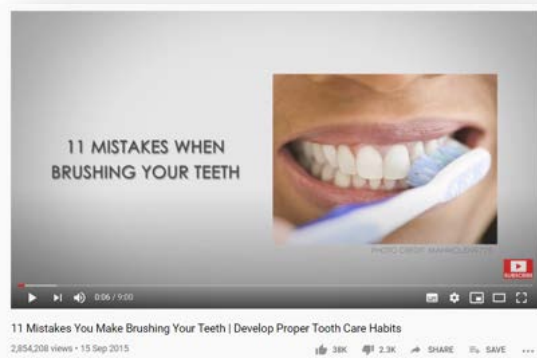 11 MISTAKES WHEN
BRUSHING YOUR TEETH
SUBSCRIBE
0:06 / 9:00
11 Mistakes You Make Brushing Your Teeth | Develop Proper Tooth Care Habits
2,854,208 views • 15 Sep 2015
38K
2.3K
SHARE
SAVE